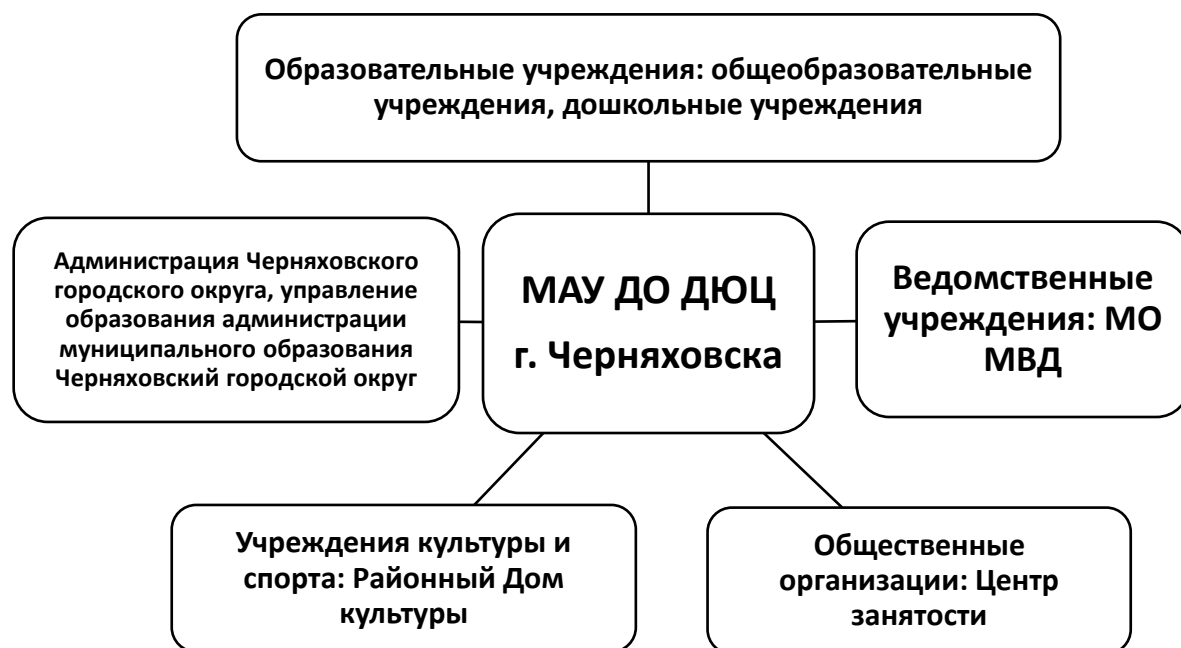 Образовательные учреждения: общеобразовательные
учреждения, дошкольные учреждения
Администрация Черняховского
городского округа, управление
образования администрации
муниципального образования
Черняховский городской округ
МАУ ДО ДЮЦ
г. Черняховска
Ведомственные
учреждения: МО
МВД
Учреждения культуры и
спорта: Районный Дом
культуры
Общественные
организации: Центр
занятости